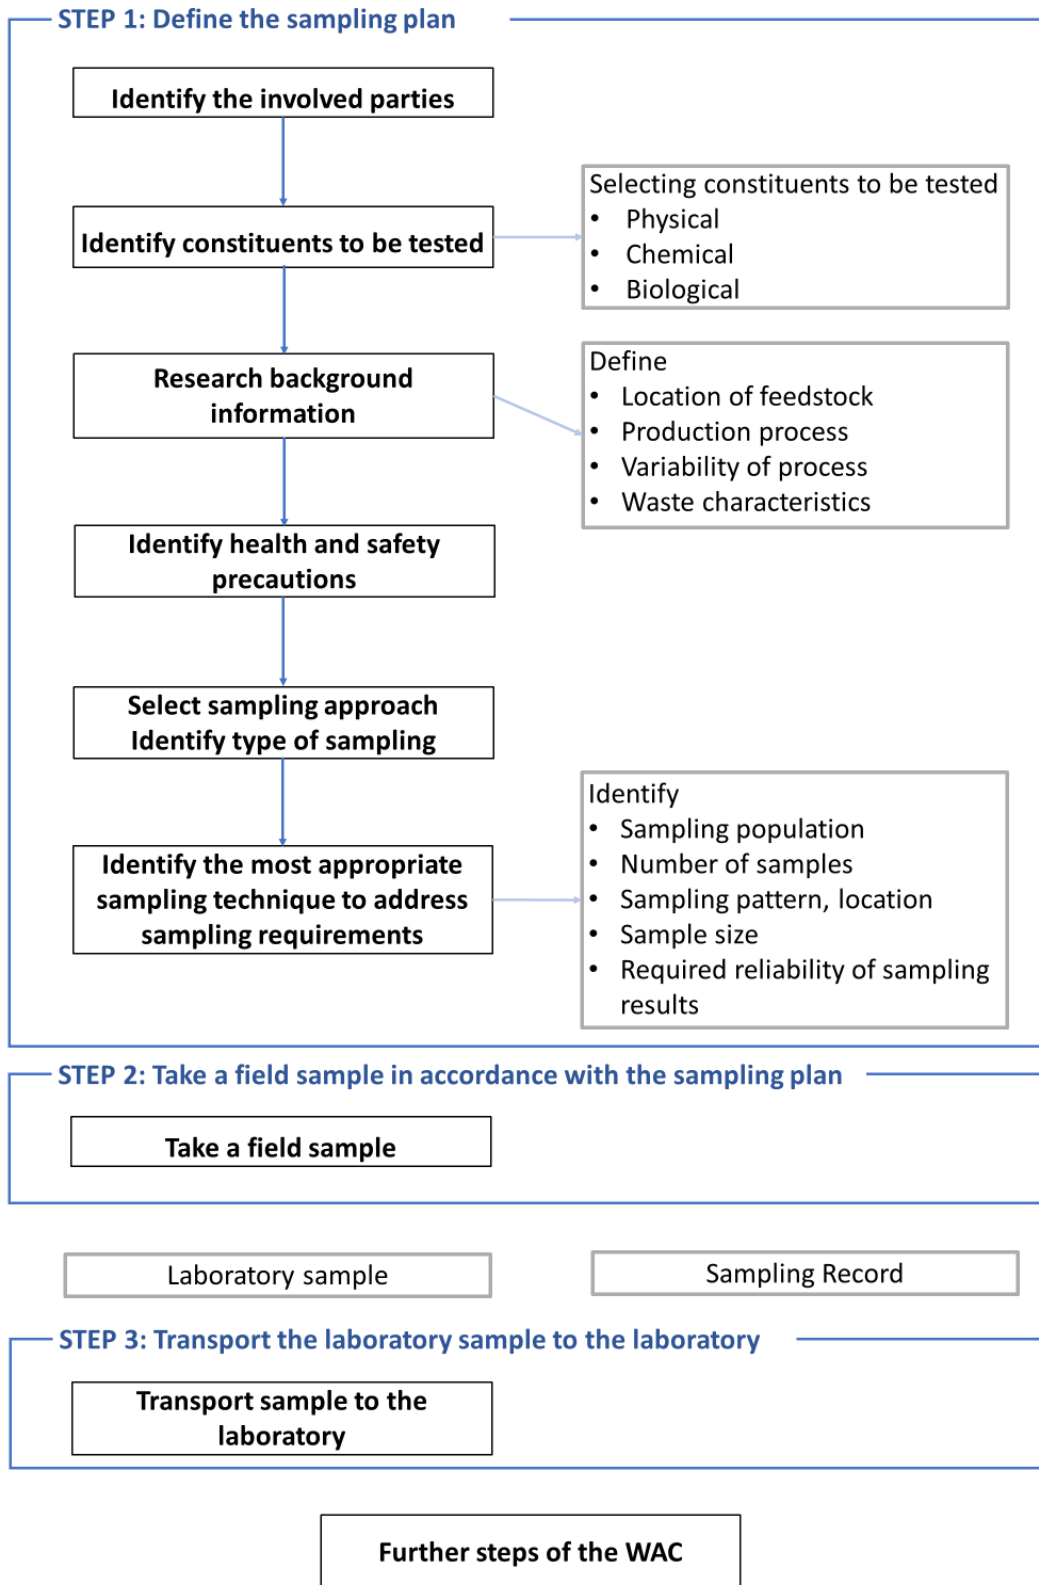 STEP 1: Define the sampling plan
Identify the involved parties
Identify constituents to be tested
Selecting constituents to be tested
• Physical
• Chemical
• Biological
Research background
information
Define
• Location of feedstock
• Production process
• Variability of process
• Waste characteristics
Identify health and safety
precautions
Select sampling approach
Identify type of sampling
Identify the most appropriate
sampling technique to address
sampling requirements
Identify
• Sampling population
• Number of samples
• Sampling pattern, location
• Sample size
• Required reliability of sampling
results
STEP 2: Take a field sample in accordance with the sampling plan
Take a field sample
Laboratory sample
Sampling Record
STEP 3: Transport the laboratory sample to the laboratory
Transport sample to the
laboratory
Further steps of the WAC